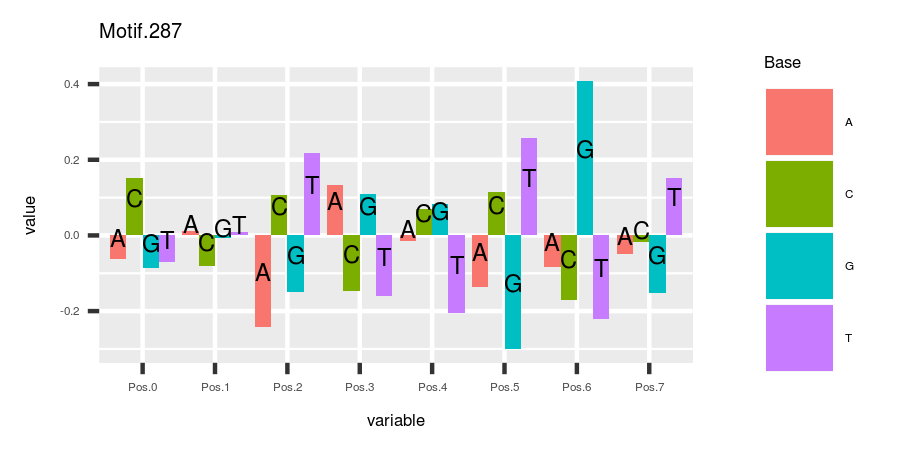 Motif.287
Base
0.4
0.2
0.0
-0.2
value
A C G T A C G T A C G T A C G T A C G T A C G T A C G T A C G T
A
C
G
T
Pos.0 Pos.1 Pos.2 Pos.3 Pos.4 Pos.5 Pos.6 Pos.7
variable